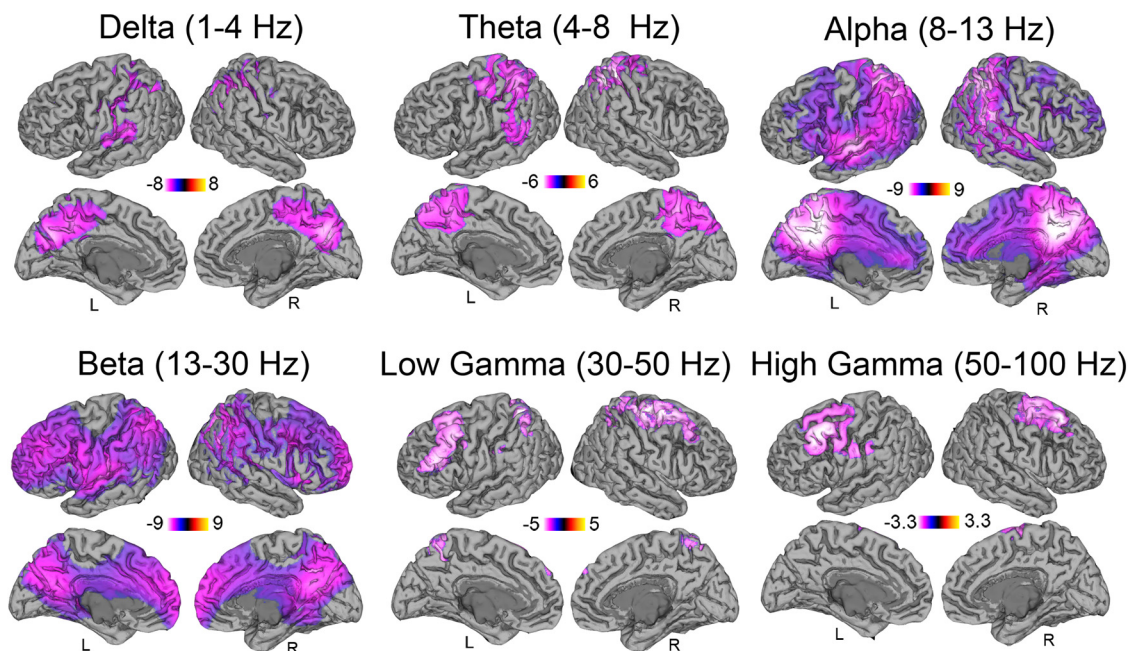 Delta (1-4 Hz)
Theta (4-8 Hz)
Alpha (8-13 Hz)
-8 8
-6 6
-9 9
L
R
L
R
L
R
Beta (13-30 Hz)
Low Gamma (30-50 Hz)
High Gamma (50-100 Hz)
-9 9
-5 5
-3.3 3.3
L
R
L
R
L
R